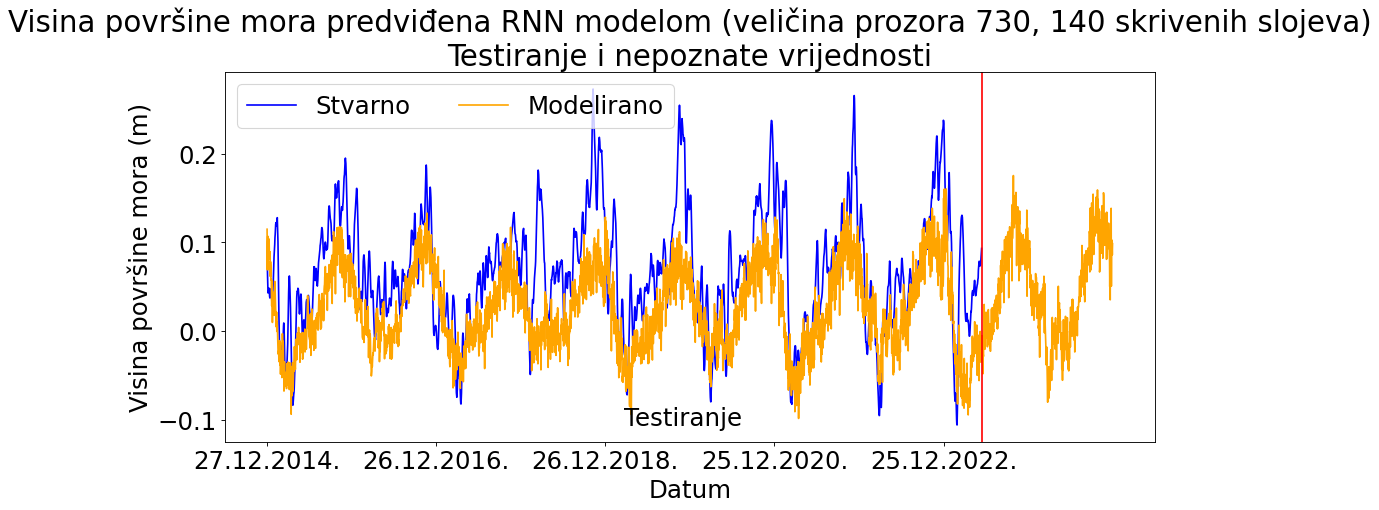 Visina površine mora predviđena RNN modelom (veličina prozora 730, 140 skrivenih slojeva)
Testiranje i nepoznate vrijednosti
Stvarno Modelirano
Visina površine mora (m)
0.2
0.1
0.0
−0.1
Testiranje
27.12.2014. 26.12.2016. 26.12.2018. 25.12.2020. 25.12.2022.
Datum